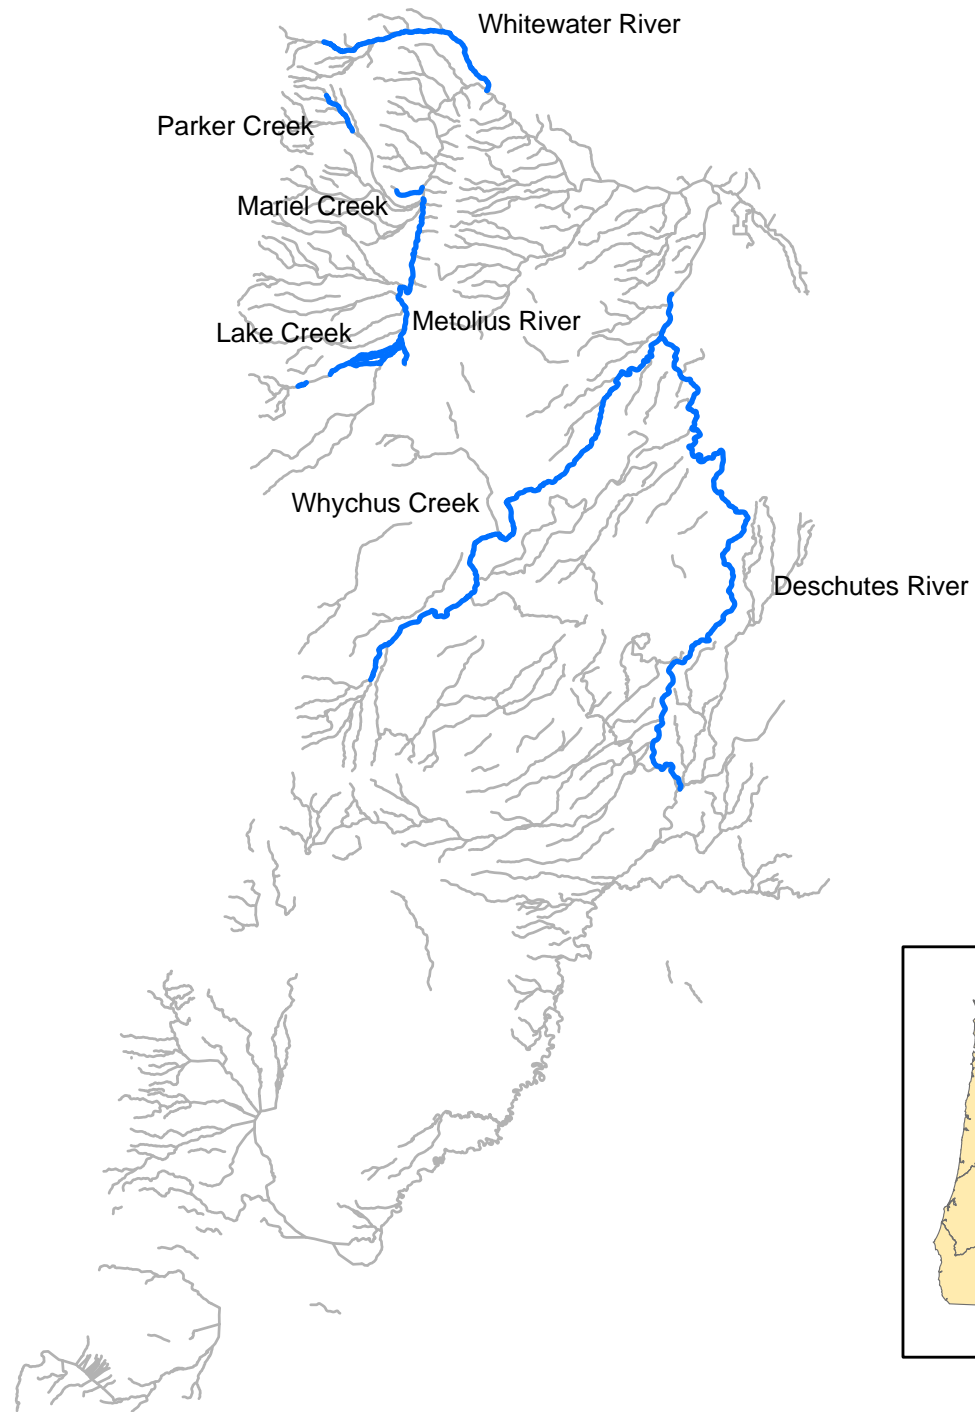 Whitewater River
Parker Creek
Mariel Creek
Metolius River
Lake Creek
Whychus Creek
Deschutes River